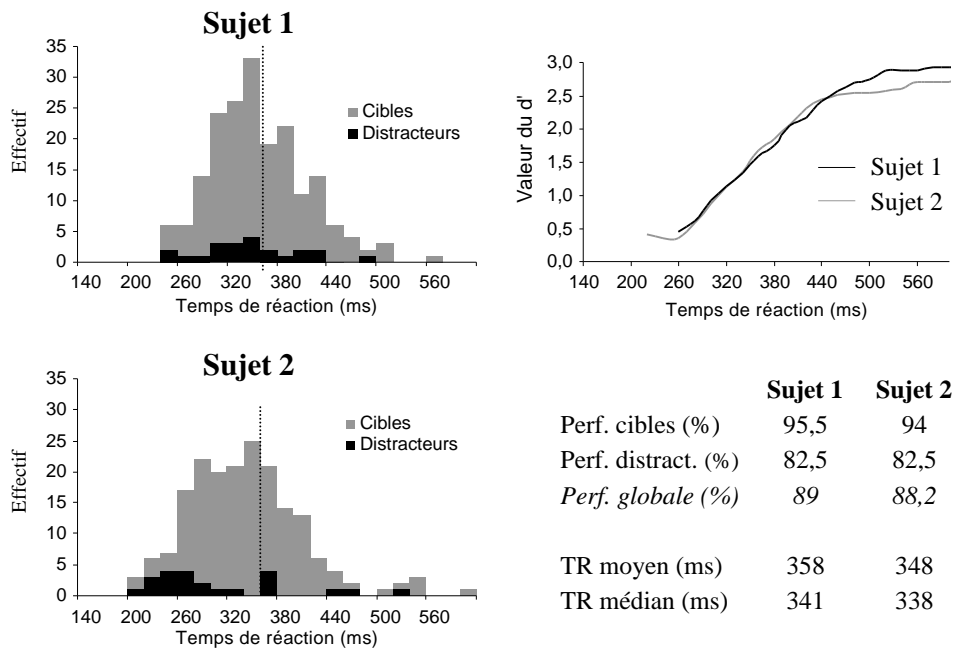 Sujet 1
35
30
25
20
15
10
5
0
Effectif
Cibles
Distracteurs
140 200 260 320 380 440 500 560
Temps de réaction (ms)
3,0
2,5
2,0
1,5
1,0
0,5
0,0
Valeur du d'
Sujet 1
Sujet 2
140 200 260 320 380 440 500 560
Temps de réaction (ms)
Sujet 2
35
30
25
20
15
10
5
0
Effectif
Cibles
Distracteurs
140 200 260 320 380 440 500 560
Temps de réaction (ms)
Sujet 1 Sujet 2
Perf. cibles (%) 95,5 94
Perf. distract. (%) 82,5 82,5
Perf. globale (%) 89 88,2
TR moyen (ms) 358 348
TR médian (ms) 341 338